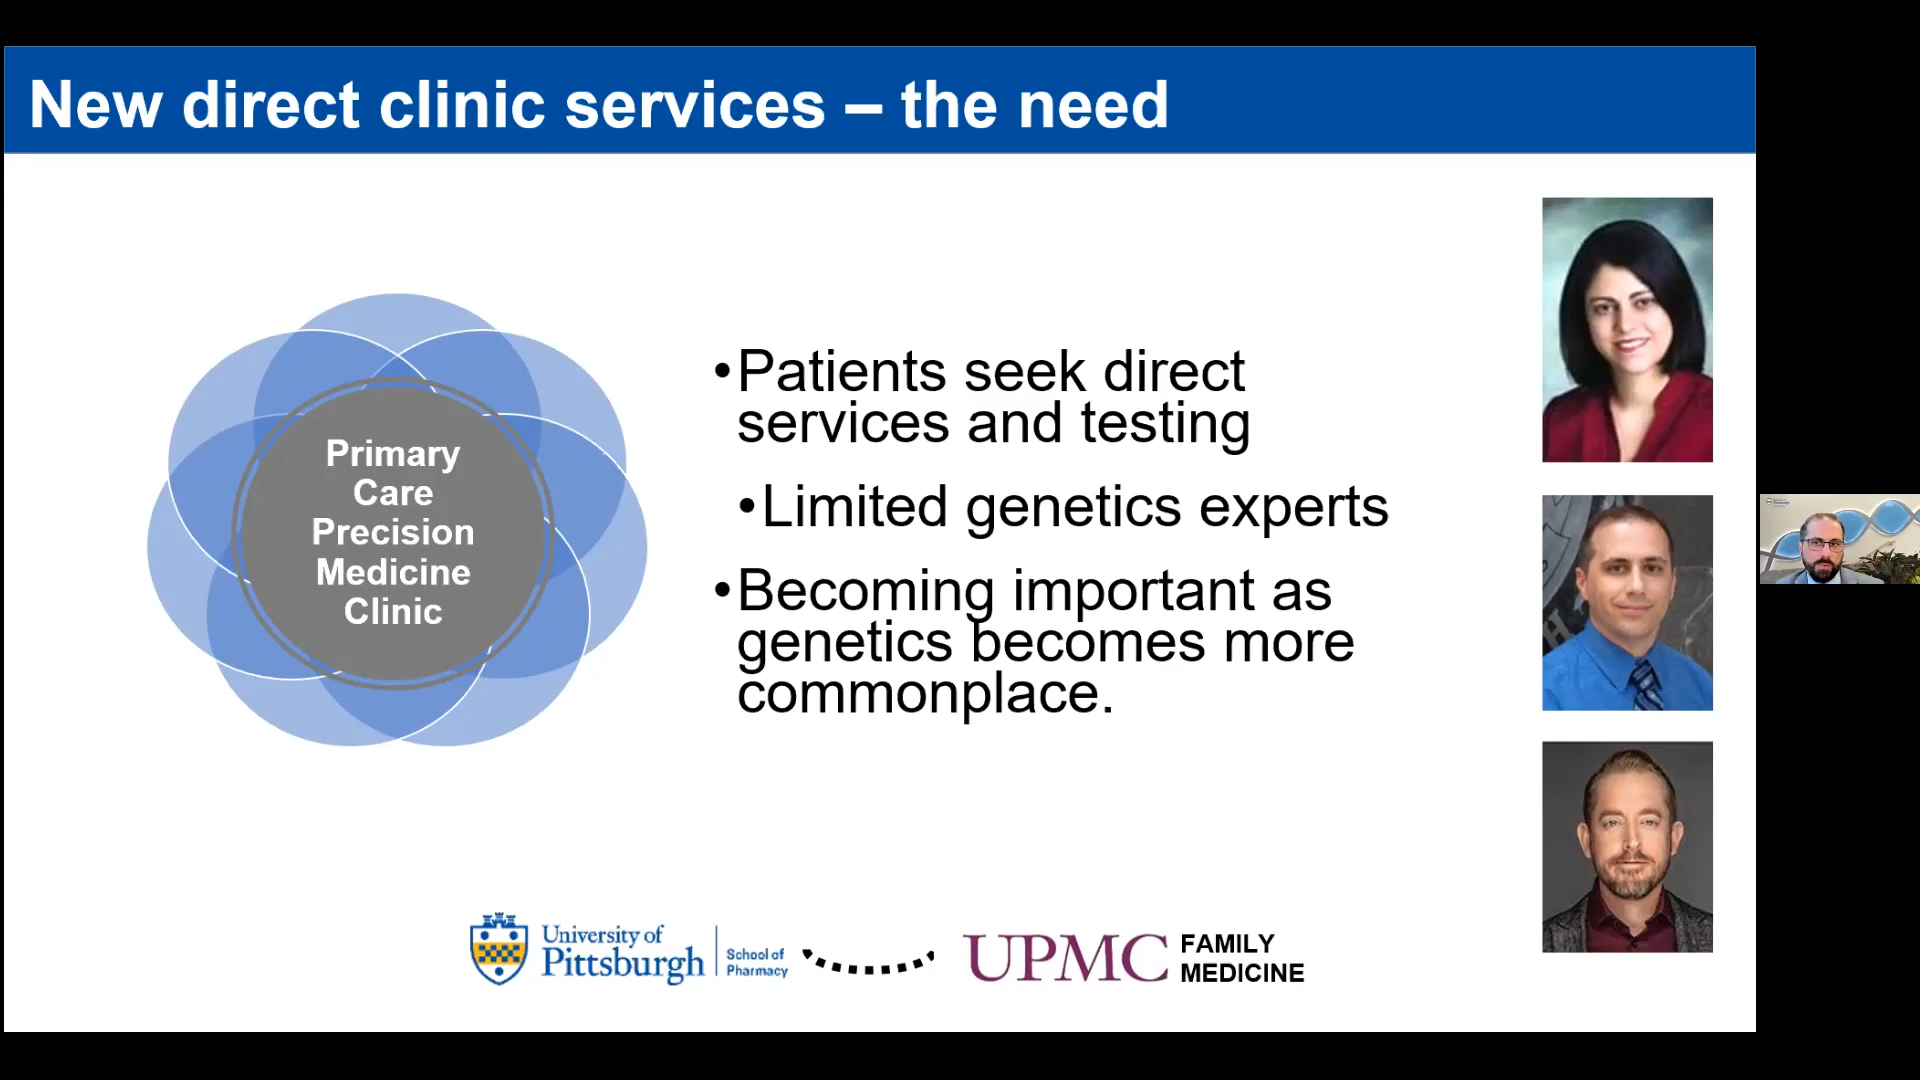 New direct clinic services – the need
Primary
Care
Precision
Medicine
Clinic
•Patients seek direct
services and testing
•Limited genetics experts
•Becoming important as
genetics becomes more
commonplace.
University of
Pittsburgh
School of
Pharmacy
UPMC
FAMILY
MEDICINE